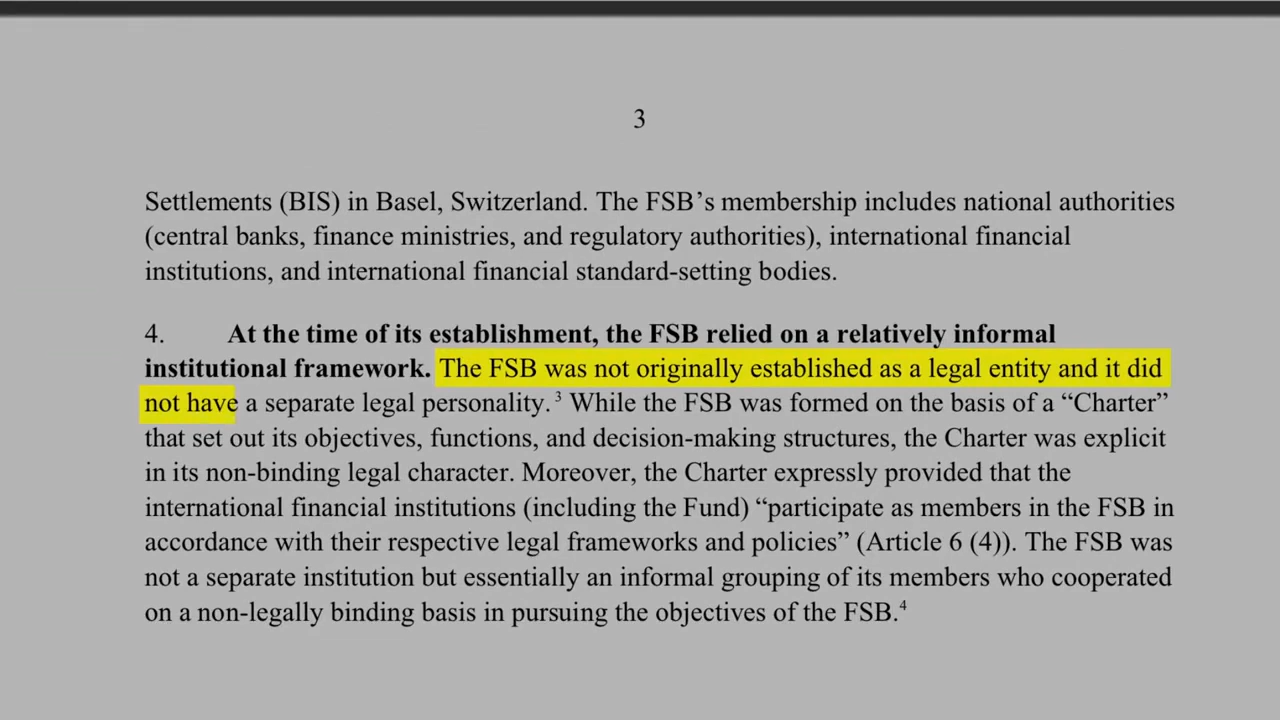 3
Settlements (BIS) in Basel, Switzerland. The FSB’s membership includes national authorities
(central banks, finance ministries, and regulatory authorities), international financial
institutions, and international financial standard-setting bodies.
4. At the time of its establishment, the FSB relied on a relatively informal
institutional framework. The FSB was not originally established as a legal entity and it did
not have a separate legal personality.³ While the FSB was formed on the basis of a “Charter”
that set out its objectives, functions, and decision-making structures, the Charter was explicit
in its non-binding legal character. Moreover, the Charter expressly provided that the
international financial institutions (including the Fund) “participate as members in the FSB in
accordance with their respective legal frameworks and policies” (Article 6 (4)). The FSB was
not a separate institution but essentially an informal grouping of its members who cooperated
on a non-legally binding basis in pursuing the objectives of the FSB.⁴